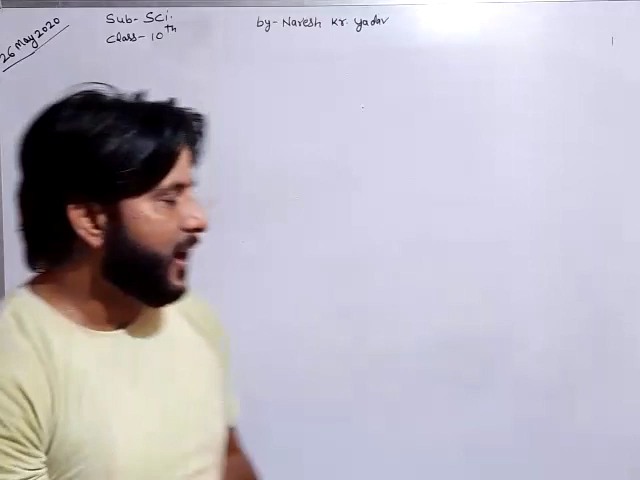 26 May 2020
Sub- Sci.
Class- 10th
by- Naresh Kr. Yadav